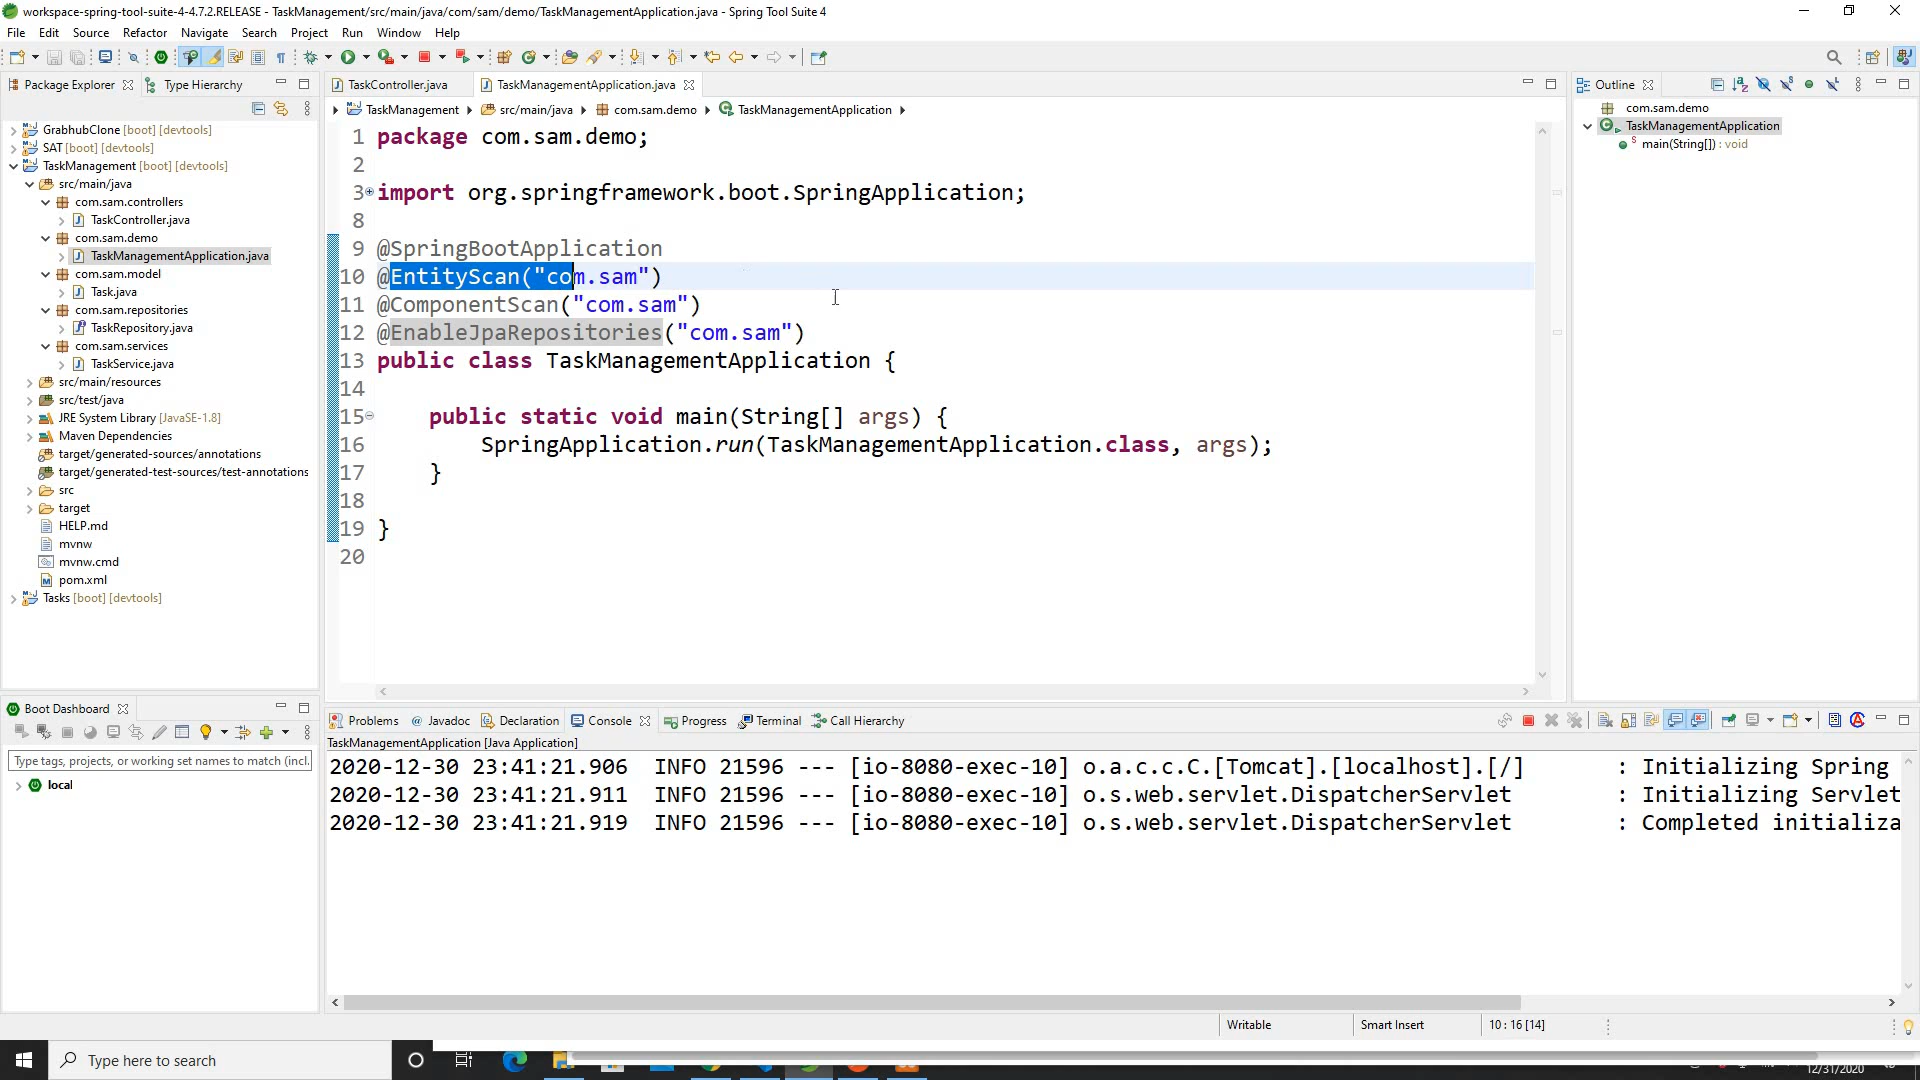 workspace-spring-tool-suite-4-4.7.2.RELEASE - TaskManagement/src/main/java/com/sam/demo/TaskManagementApplication.java - Spring Tool Suite 4
File Edit Source Refactor Navigate Search Project Run Window Help
Package Explorer Type Hierarchy
GrabhubClone [boot] [devtools]
SAT [boot] [devtools]
TaskManagement [boot] [devtools]
src/main/java
com.sam.controllers
TaskController.java
com.sam.demo
TaskManagementApplication.java
com.sam.model
Task.java
com.sam.repositories
TaskRepository.java
com.sam.services
TaskService.java
src/main/resources
src/test/java
JRE System Library [JavaSE-1.8]
Maven Dependencies
target/generated-sources/annotations
target/generated-test-sources/test-annotations
src
target
HELP.md
mvnw
mvnw.cmd
pom.xml
Tasks [boot] [devtools]
TaskController.java TaskManagementApplication.java
TaskManagement src/main/java com.sam.demo TaskManagementApplication
1 package com.sam.demo;
2
3 import org.springframework.boot.SpringApplication;
8
9 @SpringBootApplication
10 @EntityScan("com.sam")
11 @ComponentScan("com.sam")
12 @EnableJpaRepositories("com.sam")
13 public class TaskManagementApplication {
14
15 public static void main(String[] args) {
16 SpringApplication.run(TaskManagementApplication.class, args);
17 }
18
19 }
20
Outline
com.sam.demo
TaskManagementApplication
main(String[]) : void
Boot Dashboard
Type tags, projects, or working set names to match (incl.
local
Problems @ Javadoc Declaration Console Progress Terminal Call Hierarchy
TaskManagementApplication [Java Application]
2020-12-30 23:41:21.906 INFO 21596 --- [io-8080-exec-10] o.a.c.c.C.[Tomcat].[localhost].[/] : Initializing Spring
2020-12-30 23:41:21.911 INFO 21596 --- [io-8080-exec-10] o.s.web.servlet.DispatcherServlet : Initializing Servlet
2020-12-30 23:41:21.919 INFO 21596 --- [io-8080-exec-10] o.s.web.servlet.DispatcherServlet : Completed initializa
Writable Smart Insert 10 : 16 [14]
Type here to search
12/31/2020